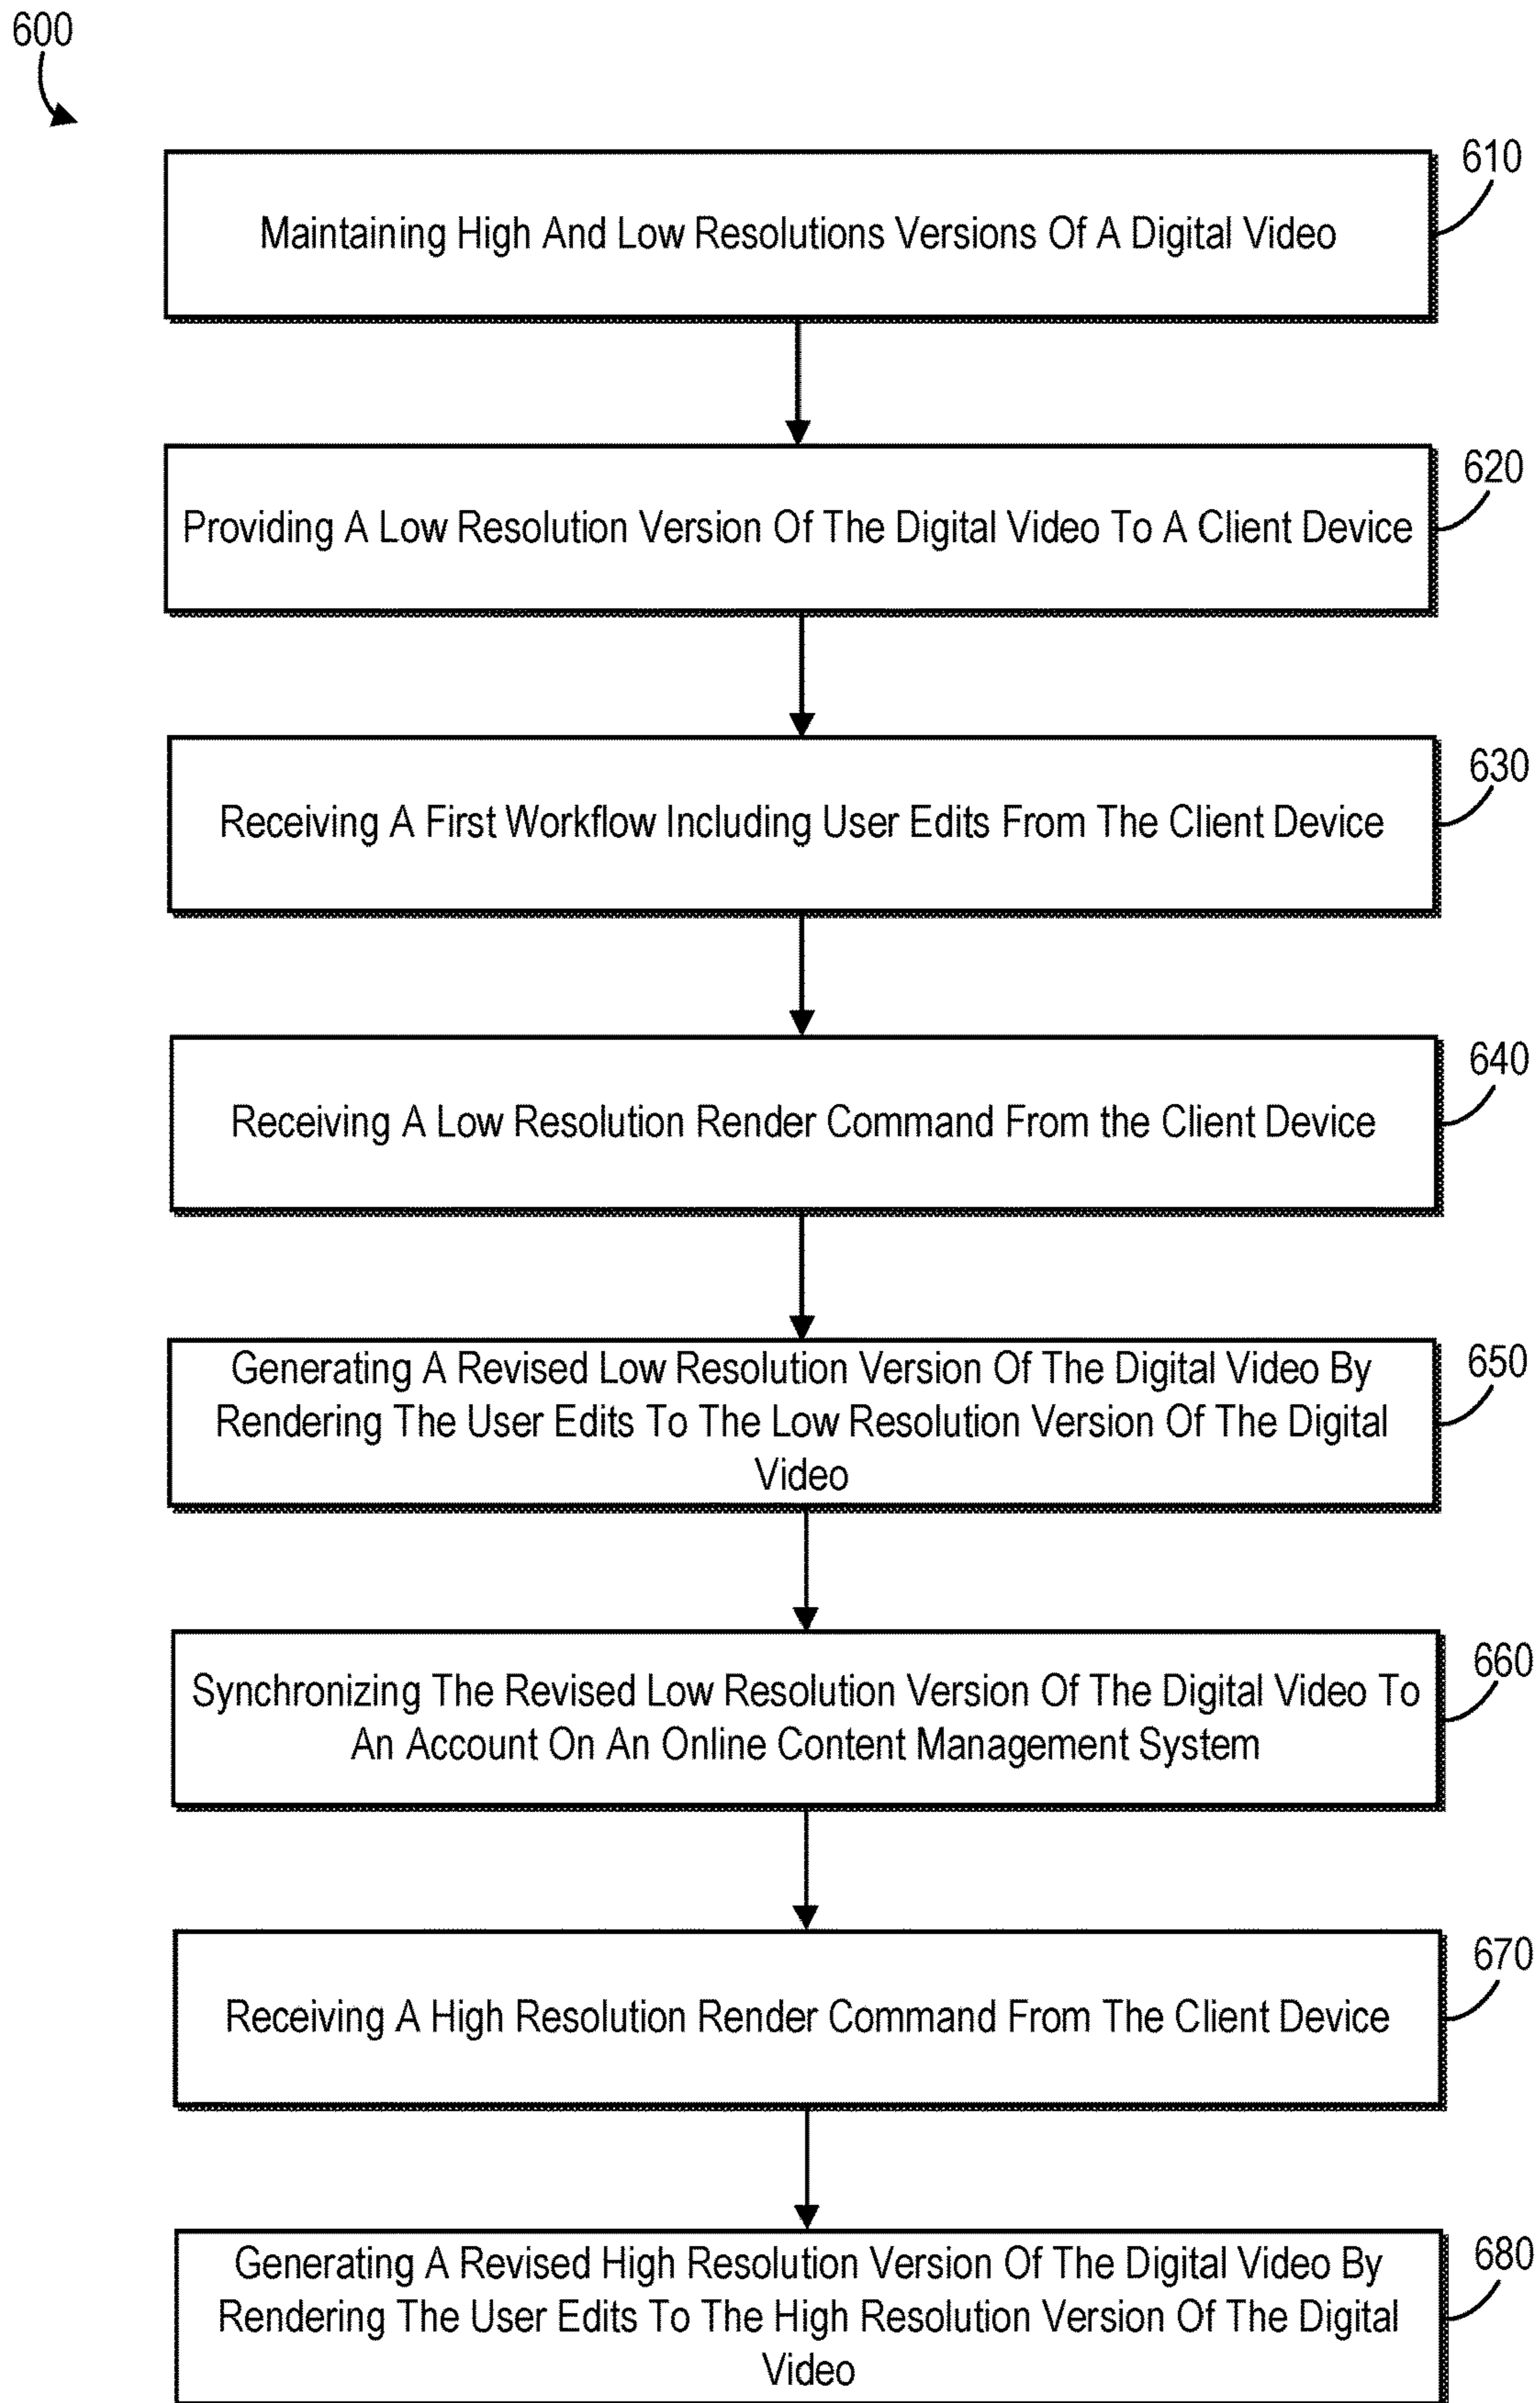 600
610
Maintaining High And Low Resolutions Versions Of A Digital Video
620
Providing A Low Resolution Version Of The Digital Video To A Client Device
630
Receiving A First Workflow Including User Edits From The Client Device
640
Receiving A Low Resolution Render Command From the Client Device
650
Generating A Revised Low Resolution Version Of The Digital Video By
Rendering The User Edits To The Low Resolution Version Of The Digital
Video
660
Synchronizing The Revised Low Resolution Version Of The Digital Video To
An Account On An Online Content Management System
670
Receiving A High Resolution Render Command From The Client Device
680
Generating A Revised High Resolution Version Of The Digital Video By
Rendering The User Edits To The High Resolution Version Of The Digital
Video